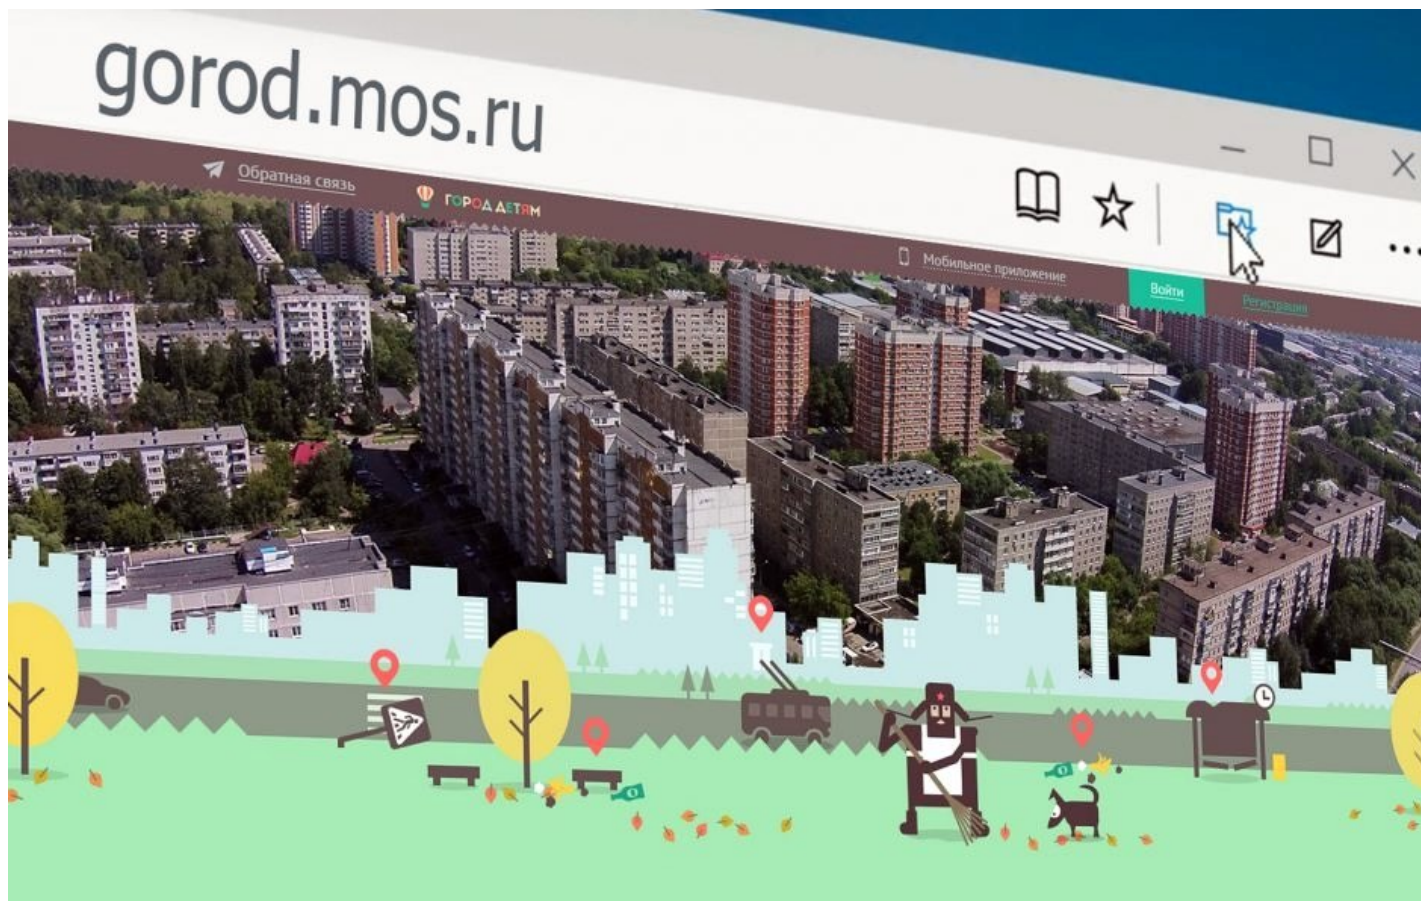 gorod.mos.ru
Обратная связь
ГОРОД ДЕТЯМ
Мобильное приложение
Войти
Регистрация